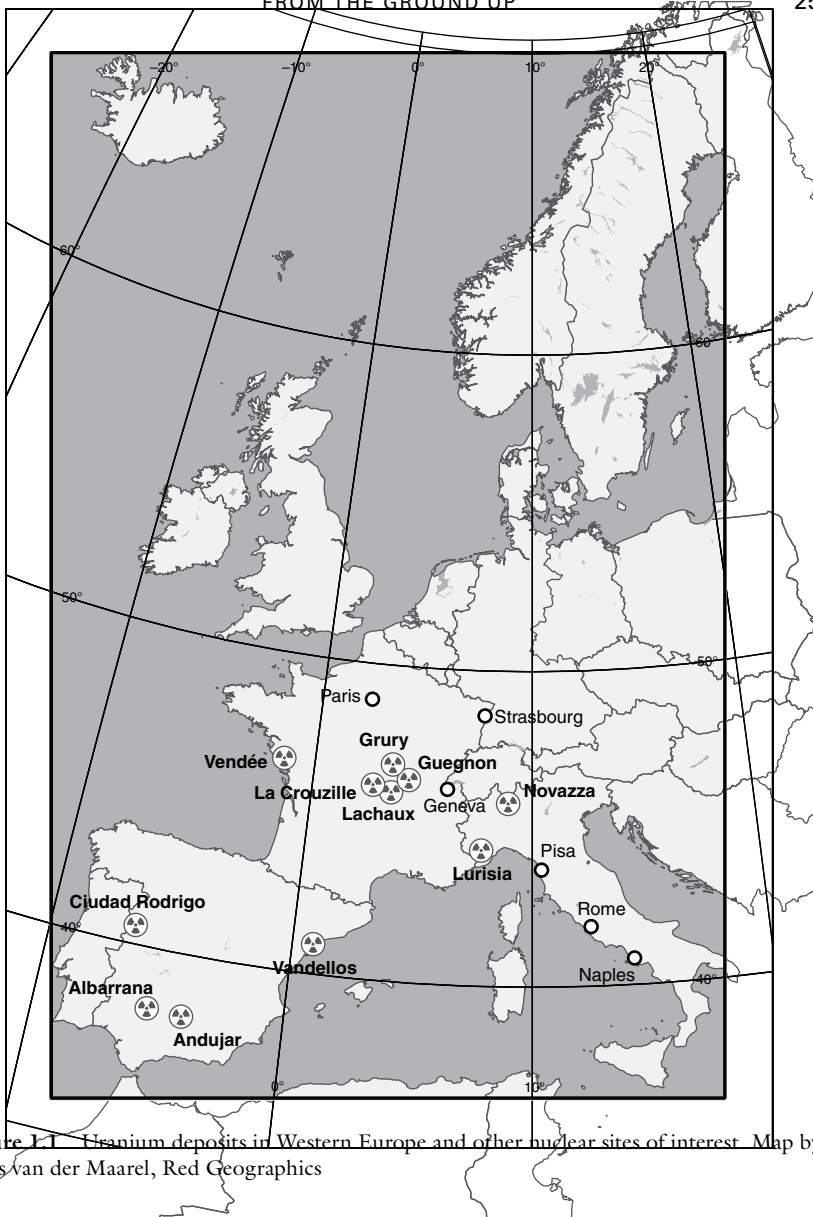 FROM THE GROUND UP
–20° –10° 0° 10° 20°
60°
60°
50°
50°
Paris
Strasbourg
Grury
Vendée
Guegnon
La Crouzille
Novazza
Geneva
Lachaux
Pisa
Lurisia
Ciudad Rodrigo
Rome
40°
Vandellos
Naples
40°
Albarrana
Andujar
0° 10°
1.1 Uranium deposits in Western Europe and other nuclear sites of interest. Map by
van der Maarel, Red Geographics